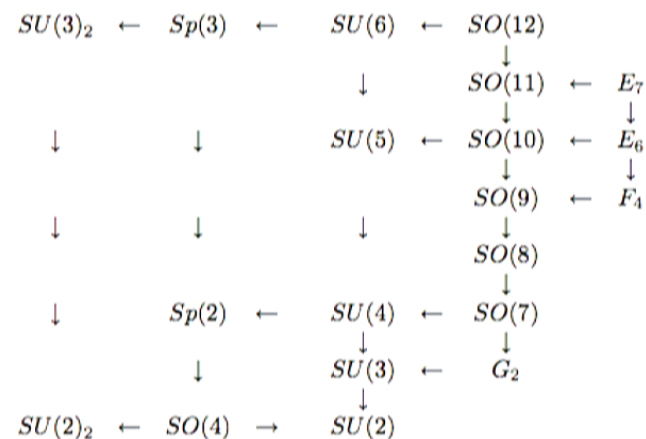 SU(3)₂ ← Sp(3) ← SU(6) ← SO(12)
↓
↓ SO(11) ← E₇
↓ ↓
↓ ↓ SU(5) ← SO(10) ← E₆
↓ ↓
SO(9) ← F₄
↓ ↓ ↓ ↓
SO(8)
↓
↓ Sp(2) ← SU(4) ← SO(7)
↓ ↓
↓ SU(3) ← G₂
↓
SU(2)₂ ← SO(4) → SU(2)